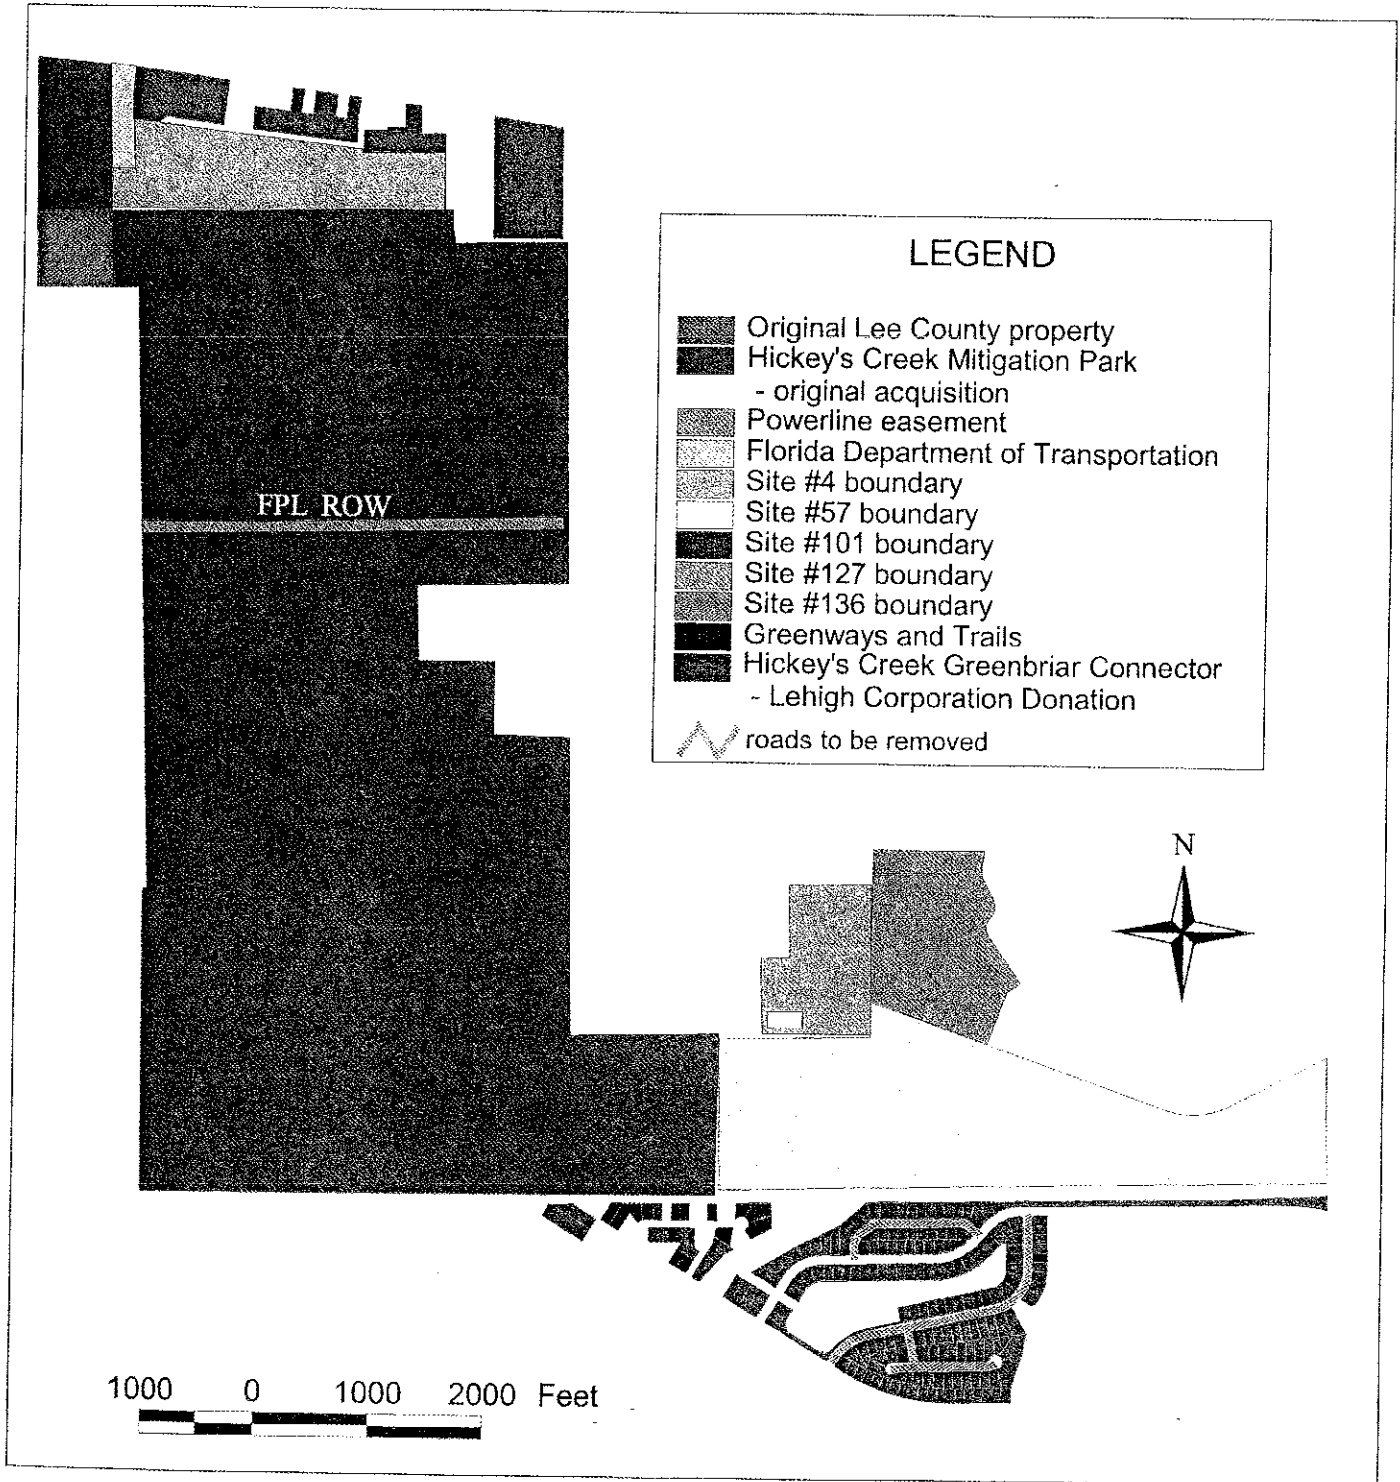 LEGEND
Original Lee County property
Hickey's Creek Mitigation Park
- original acquisition
Powerline easement
Florida Department of Transportation
Site #4 boundary
Site #57 boundary
Site #101 boundary
Site #127 boundary
Site #136 boundary
Greenways and Trails
Hickey's Creek Greenbriar Connector
- Lehigh Corporation Donation
roads to be removed
FPL ROW
N
1000 0 1000 2000 Feet